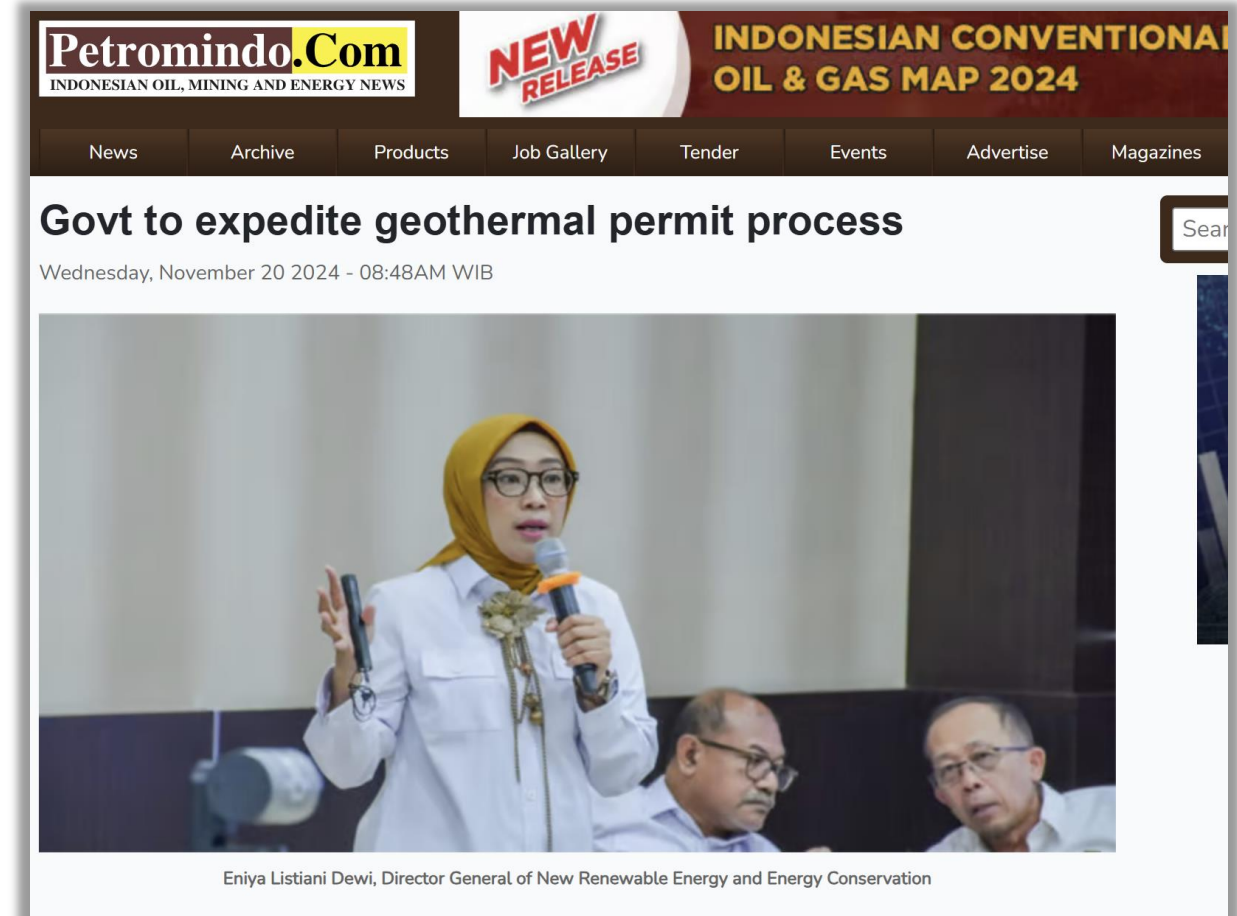 Petromindo.Com
INDONESIAN OIL, MINING AND ENERGY NEWS
NEW
RELEASE
INDONESIAN CONVENTIONAL
OIL & GAS MAP 2024
News Archive Products Job Gallery Tender Events Advertise Magazines
Govt to expedite geothermal permit process
Wednesday, November 20 2024 - 08:48AM WIB
Sear
Eniya Listiani Dewi, Director General of New Renewable Energy and Energy Conservation